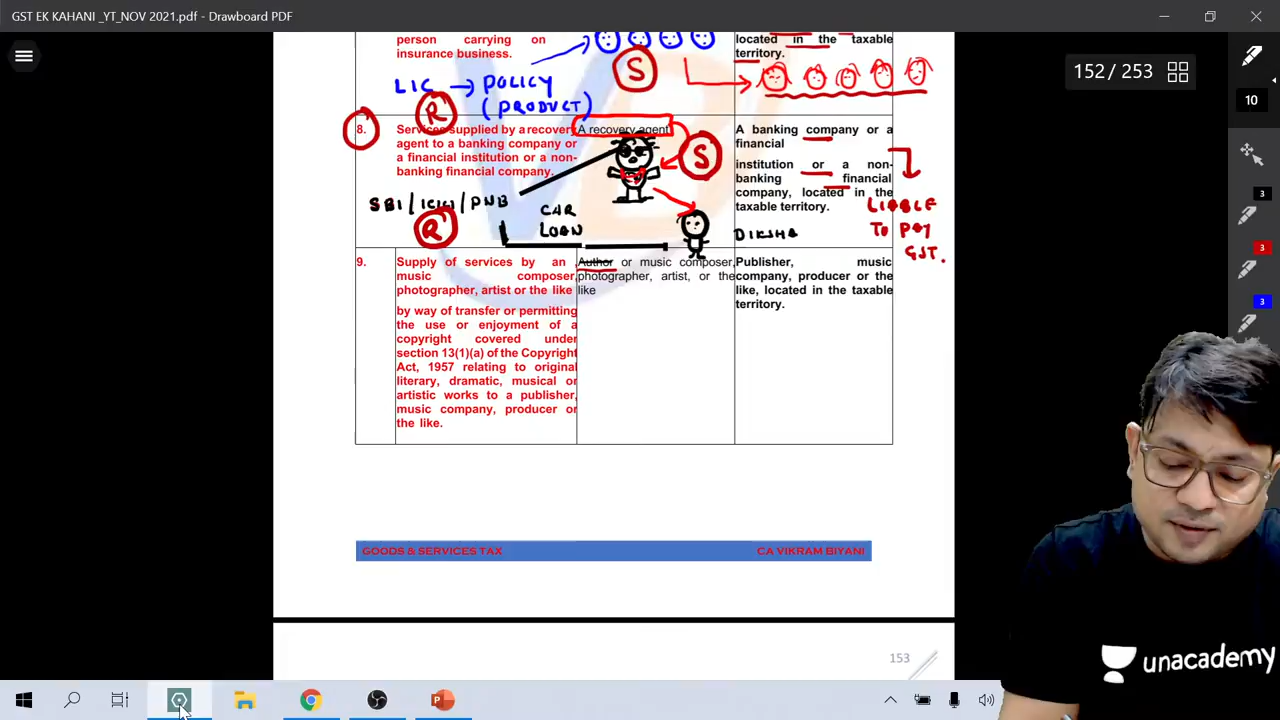 GST EK KAHANI _YT_NOV 2021.pdf - Drawboard PDF
152 / 253
10
3
3
3
person carrying on
insurance business.
located in the taxable
territory.
LIC → POLICY
(PRODUCT)
S
R
8.
Services supplied by a recovery
agent to a banking company or
a financial institution or a non-
banking financial company.
A recovery agent
S
A banking company or a
financial
institution or a non-
banking financial
company, located in the
taxable territory.
SBI / ICICI / PNB
R
CAR
LOAN
DIKSHA
LIABLE
TO PAY
GST.
9.
Supply of services by an ,
music composer,
photographer, artist or the like
by way of transfer or permitting
the use or enjoyment of a
copyright covered under
section 13(1)(a) of the Copyright
Act, 1957 relating to original
literary, dramatic, musical or
artistic works to a publisher,
music company, producer or
the like.
Author or music composer,
photographer, artist, or the
like
Publisher, music
company, producer or the
like, located in the taxable
territory.
GOODS & SERVICES TAX
CA VIKRAM BIYANI
153
unacademy